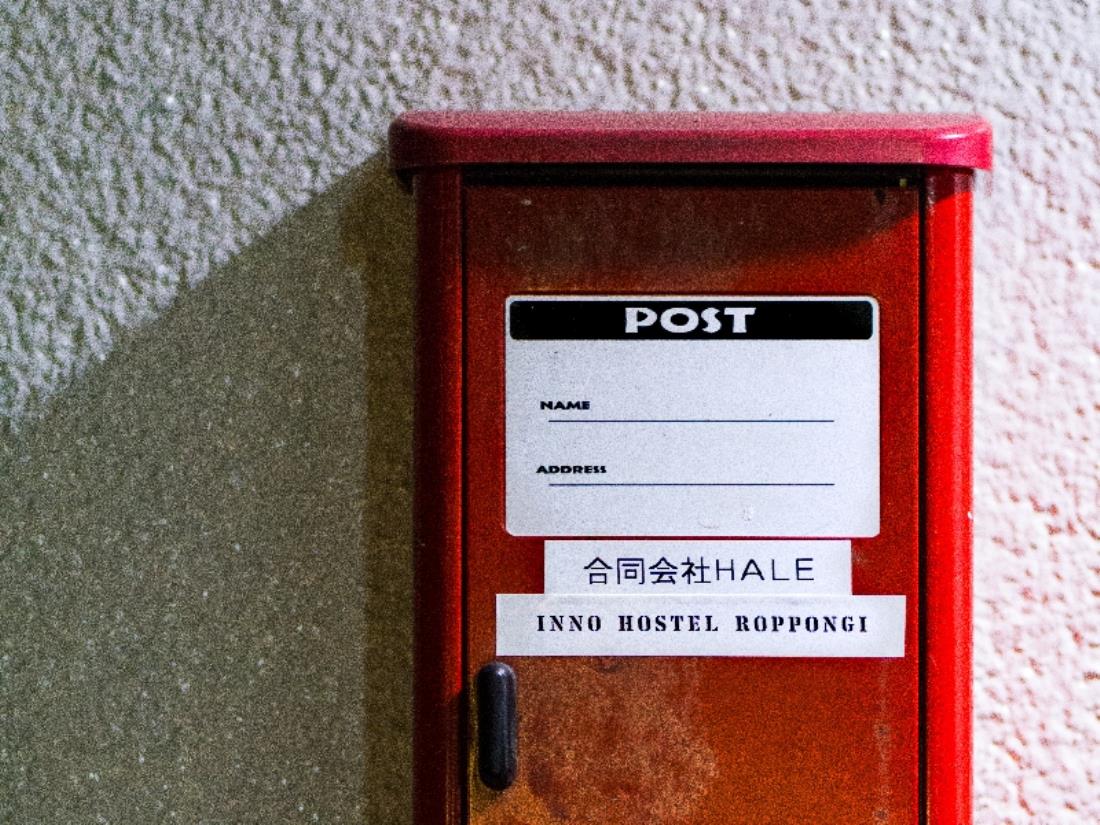 POST
NAME
ADDRESS
合同会社HALE
INNO HOSTEL ROPPONGI